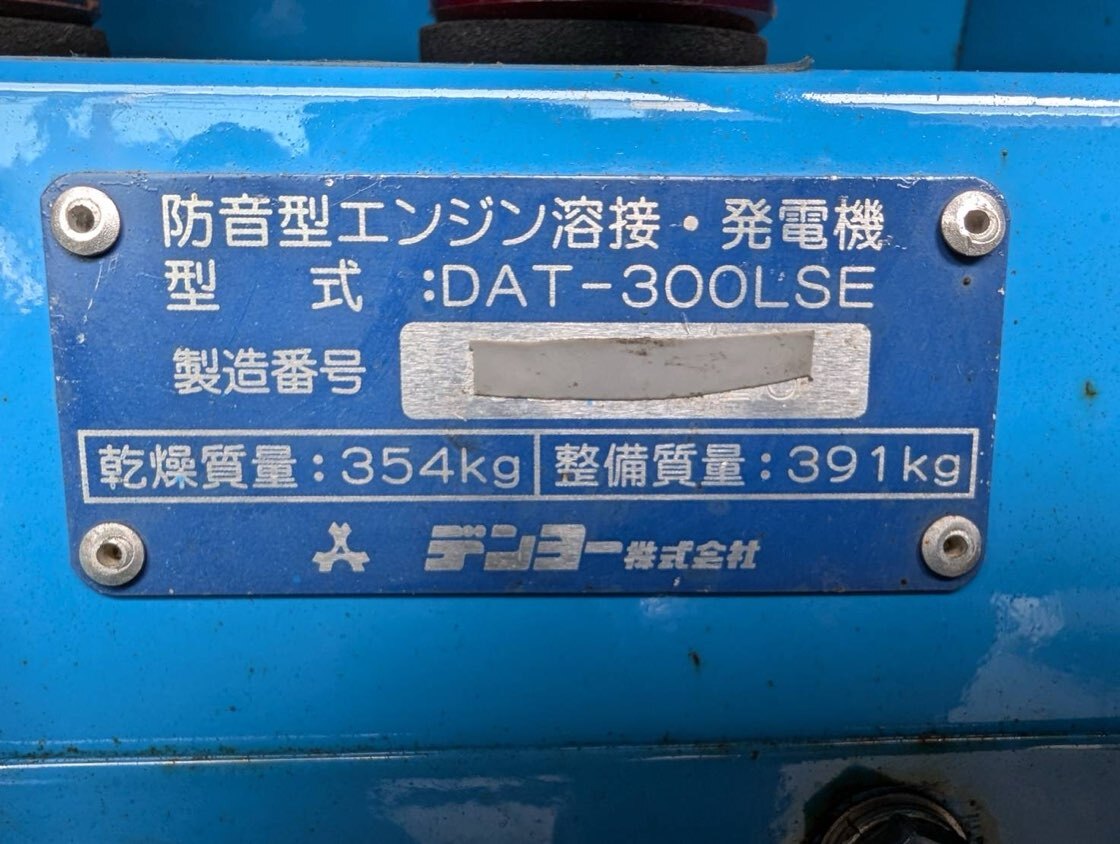 防音型エンジン溶接・発電機
型式:DAT-300LSE
製造番号
乾燥質量:354kg 整備質量:391kg
デンヨー株式会社